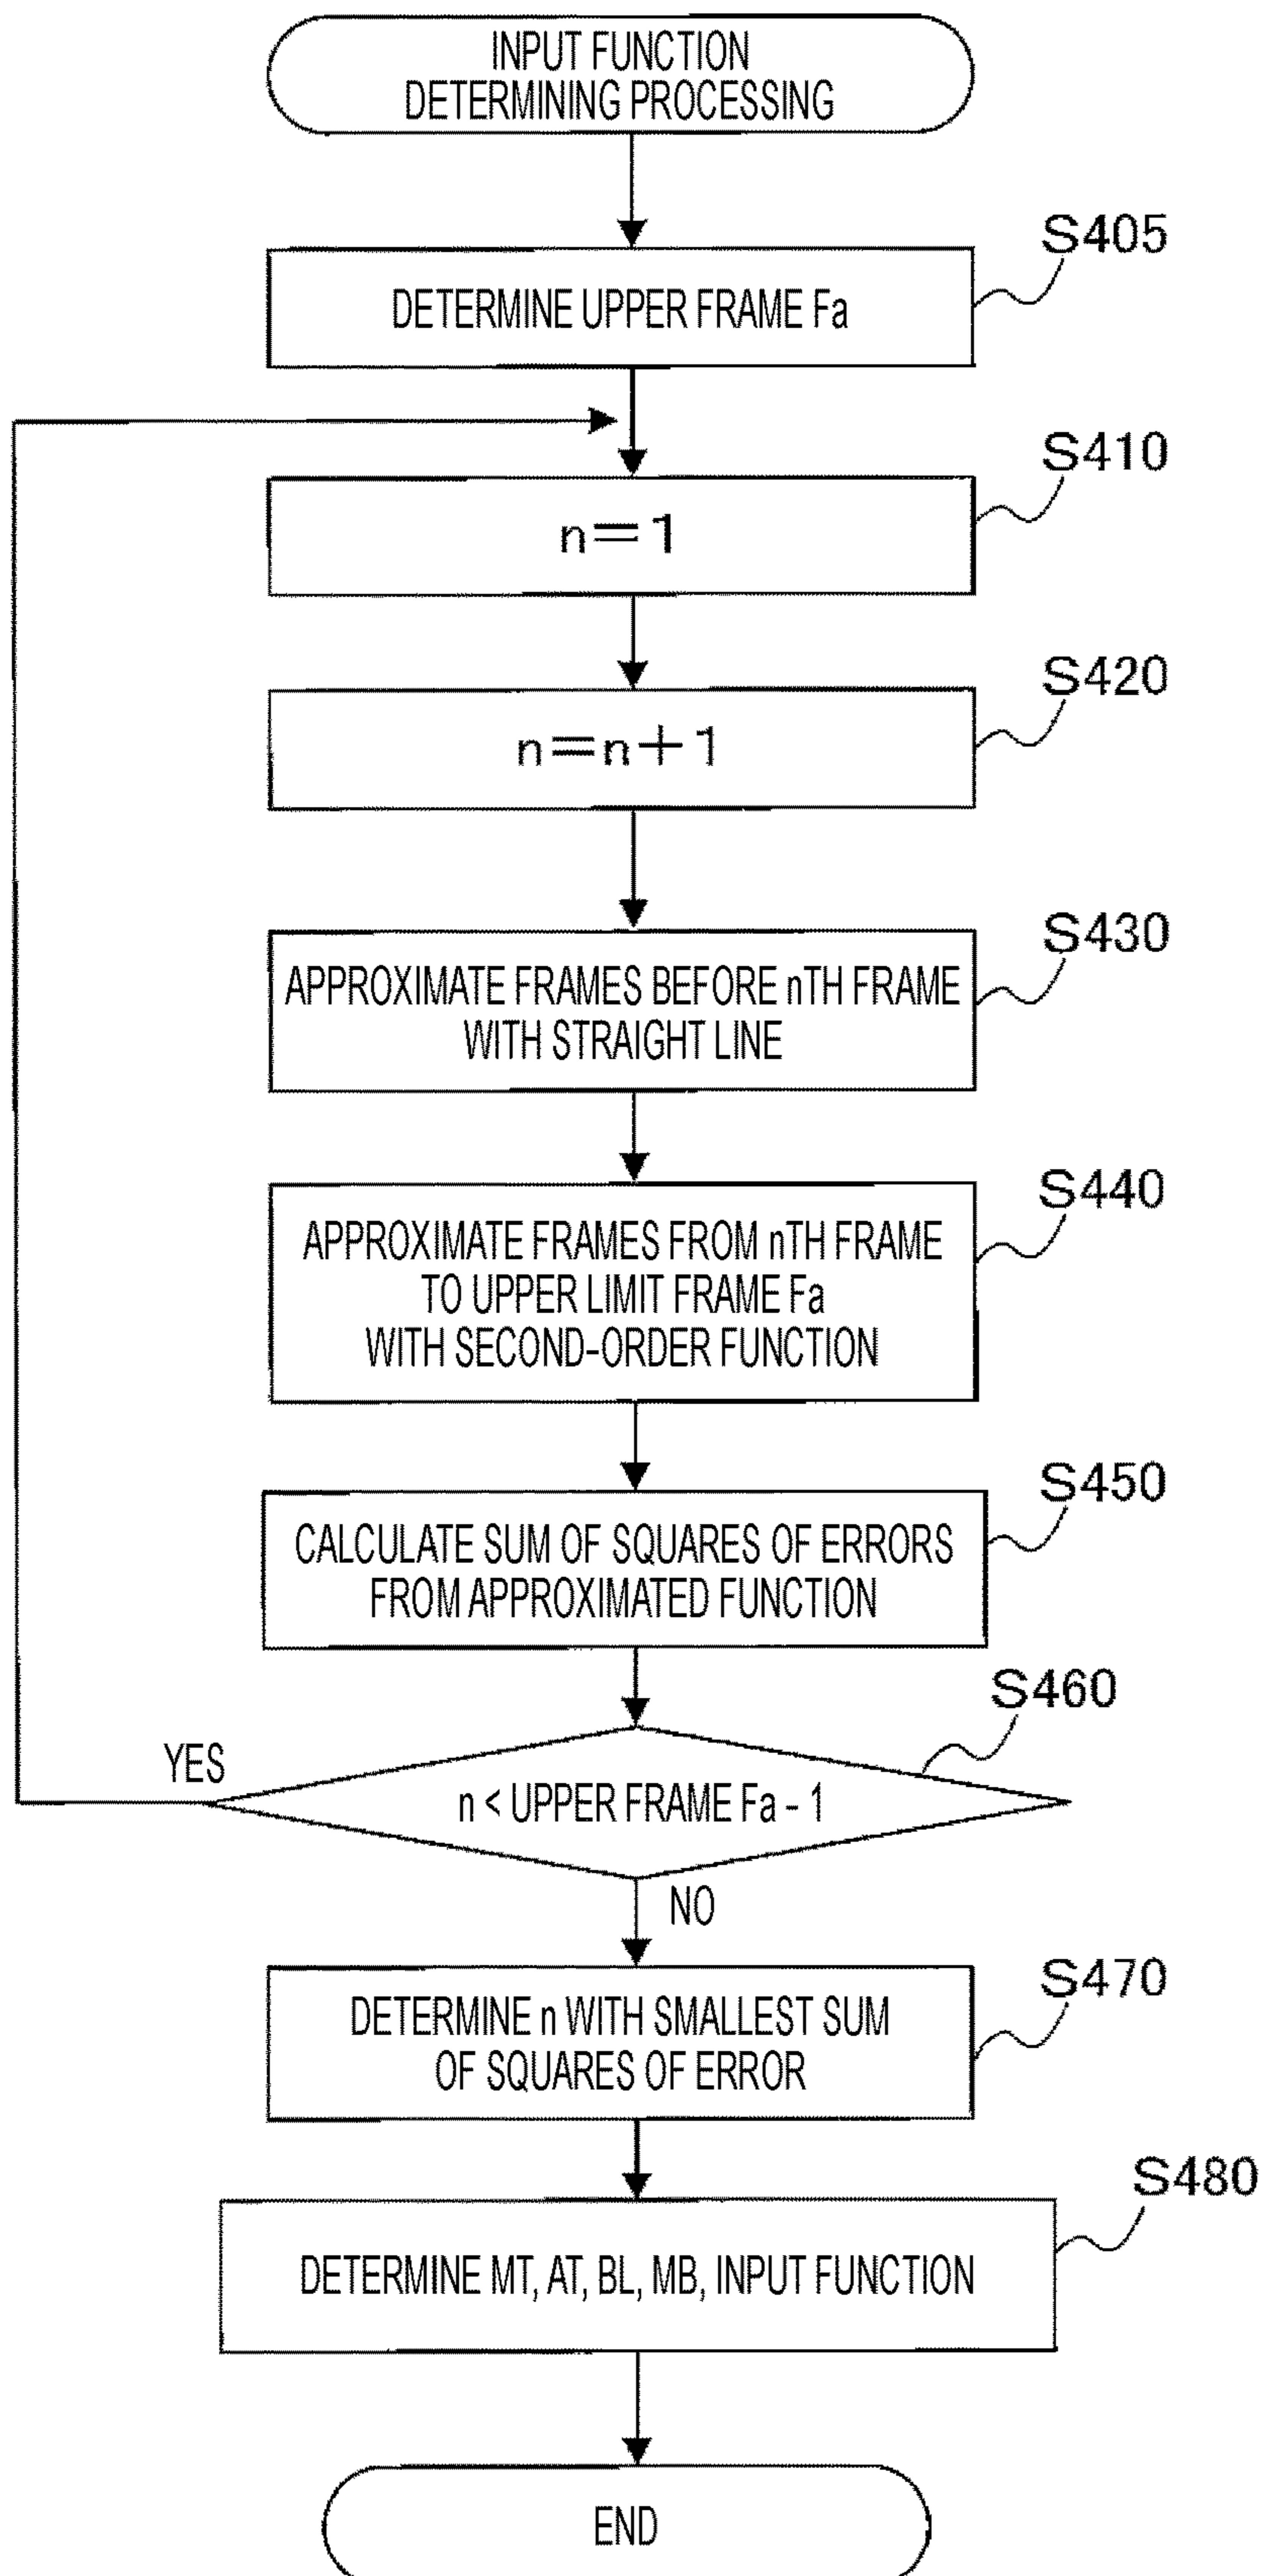 INPUT FUNCTION
DETERMINING PROCESSING
S405
DETERMINE UPPER FRAME Fa
S410
n=1
S420
n=n+1
S430
APPROXIMATE FRAMES BEFORE nTH FRAME
WITH STRAIGHT LINE
S440
APPROXIMATE FRAMES FROM nTH FRAME
TO UPPER LIMIT FRAME Fa
WITH SECOND-ORDER FUNCTION
S450
CALCULATE SUM OF SQUARES OF ERRORS
FROM APPROXIMATED FUNCTION
S460
YES
n < UPPER FRAME Fa - 1
NO
S470
DETERMINE n WITH SMALLEST SUM
OF SQUARES OF ERROR
S480
DETERMINE MT, AT, BL, MB, INPUT FUNCTION
END